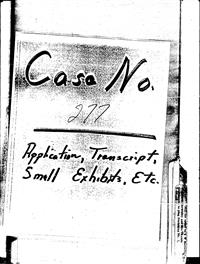 Case No.
277
Application, Transcript,
Small Exhibits, Etc.